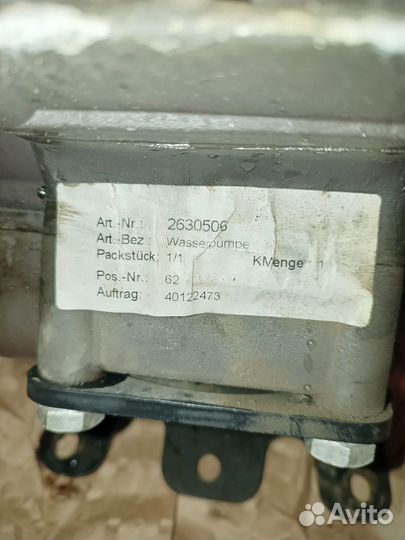 Art.-Nr.: 2630506
Art.-Bez : Wasserpumpe
Packstück: 1/1 KMenge : 1
Pos.-Nr.: 62
Auftrag: 40122473
Avito